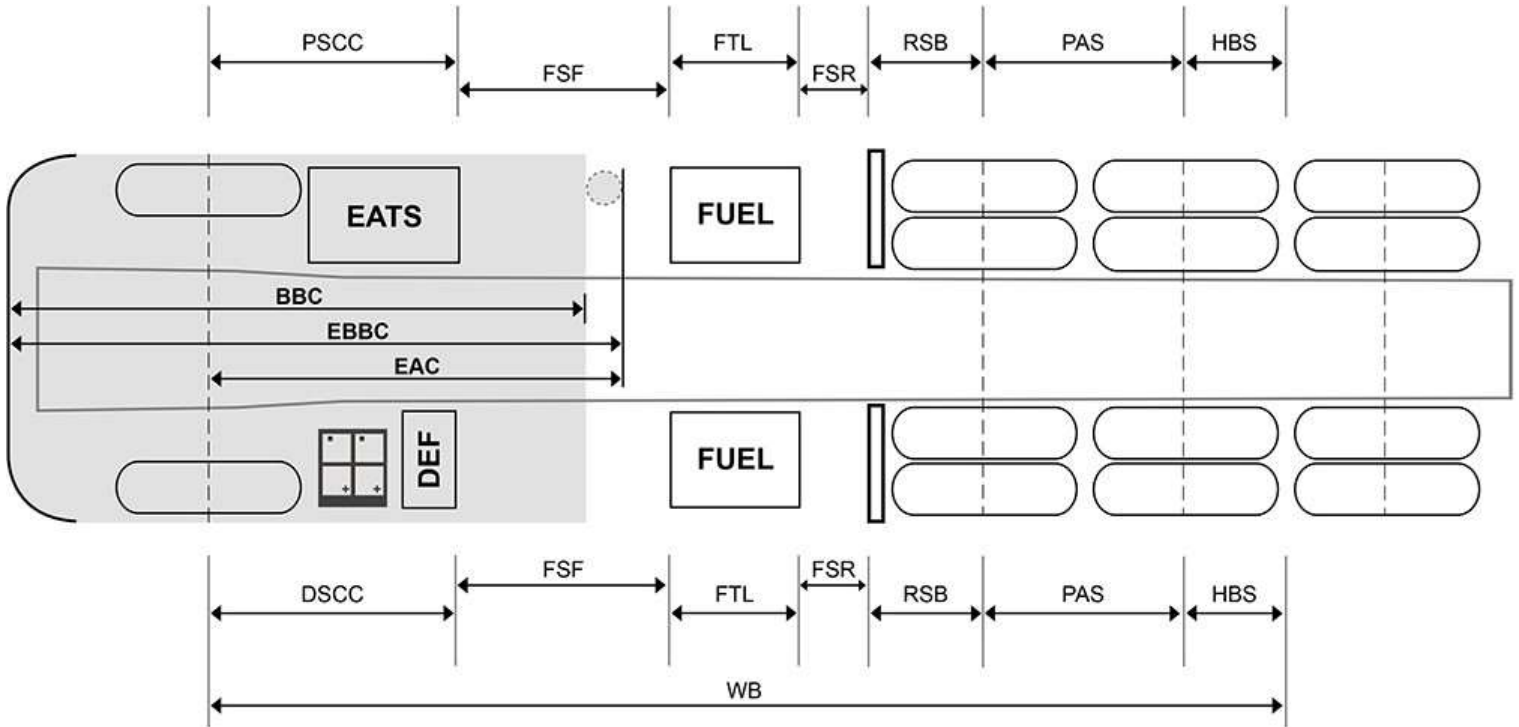 PSCC
FTL
RSB
PAS
HBS
FSF
FSR
EATS
FUEL
BBC
EBBC
EAC
DEF
FUEL
FSF
FSR
DSCC
FTL
RSB
PAS
HBS
WB